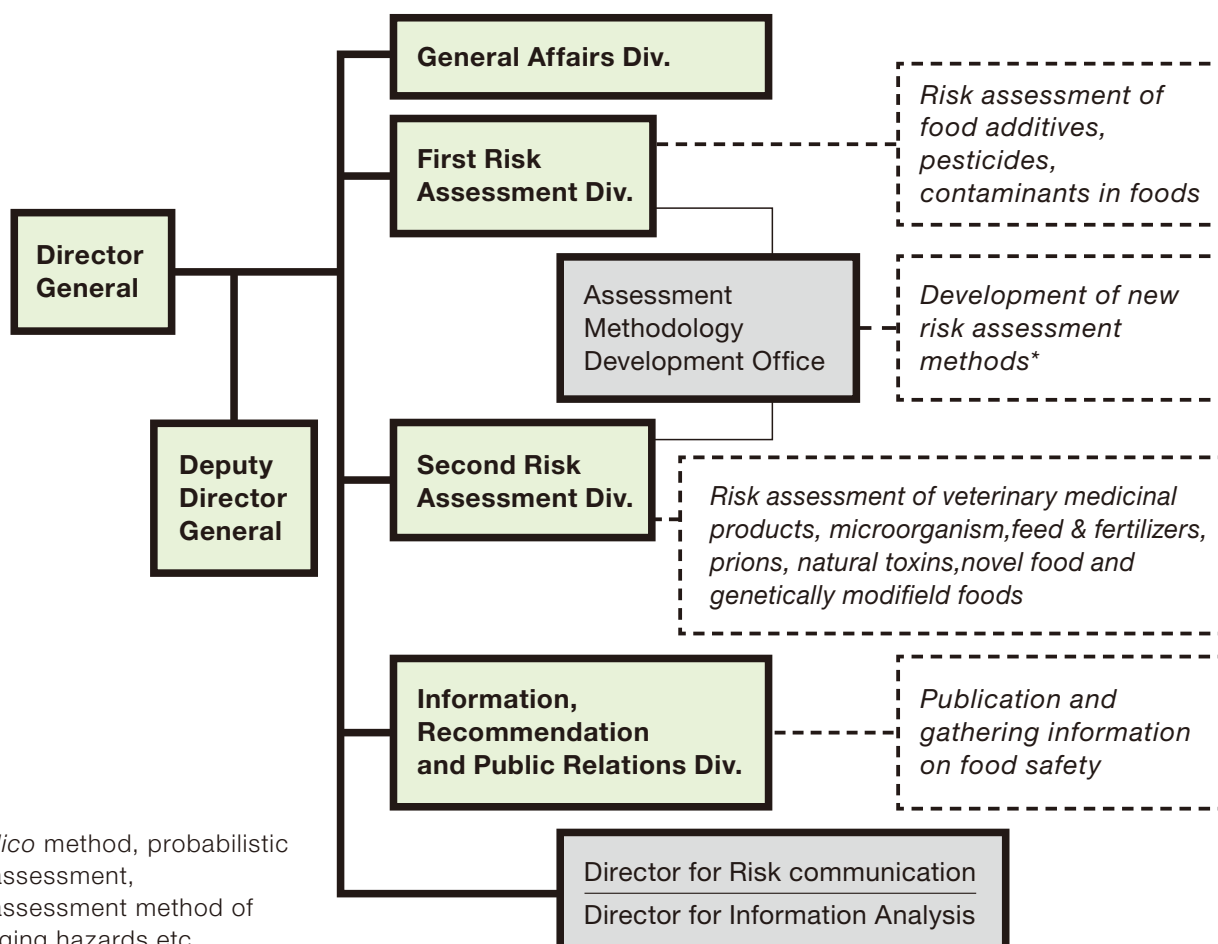 General Affairs Div.
Risk assessment of
food additives,
pesticides,
contaminants in foods
First Risk
Assessment Div.
Director
General
Assessment
Methodology
Development Office
Development of new
risk assessment
methods*
Deputy
Director
General
Second Risk
Assessment Div.
Risk assessment of veterinary medicinal
products, microorganism,feed & fertilizers,
prions, natural toxins,novel food and
genetically modifield foods
Information,
Recommendation
and Public Relations Div.
Publication and
gathering information
on food safety
method, probabilistic
assessment,
assessment method of
hazards etc
Director for Risk communication
Director for Information Analysis